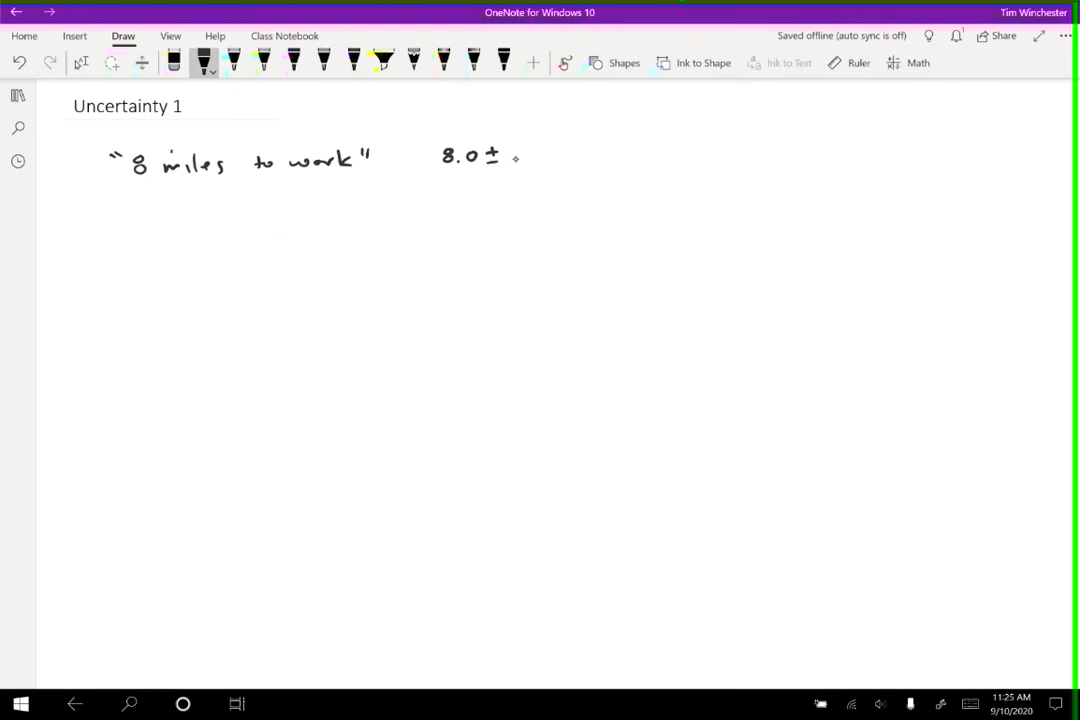 OneNote for Windows 10
Tim Winchester
Home Insert Draw View Help Class Notebook
Saved offline (auto sync is off) Share
Shapes Ink to Shape Ink to Text Ruler Math
Uncertainty 1
"8 miles to work" 8.0 ±
11:25 AM
9/10/2020